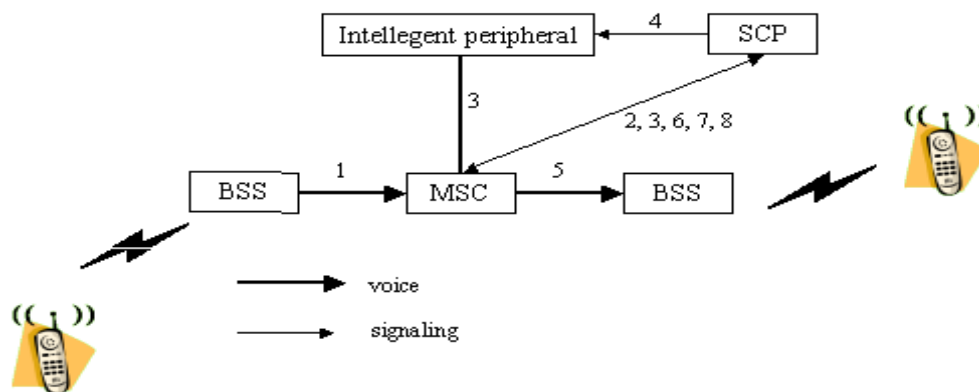 Intellegent peripheral
4
SCP
3
2, 3, 6, 7, 8
BSS
1
MSC
5
BSS
voice
signaling